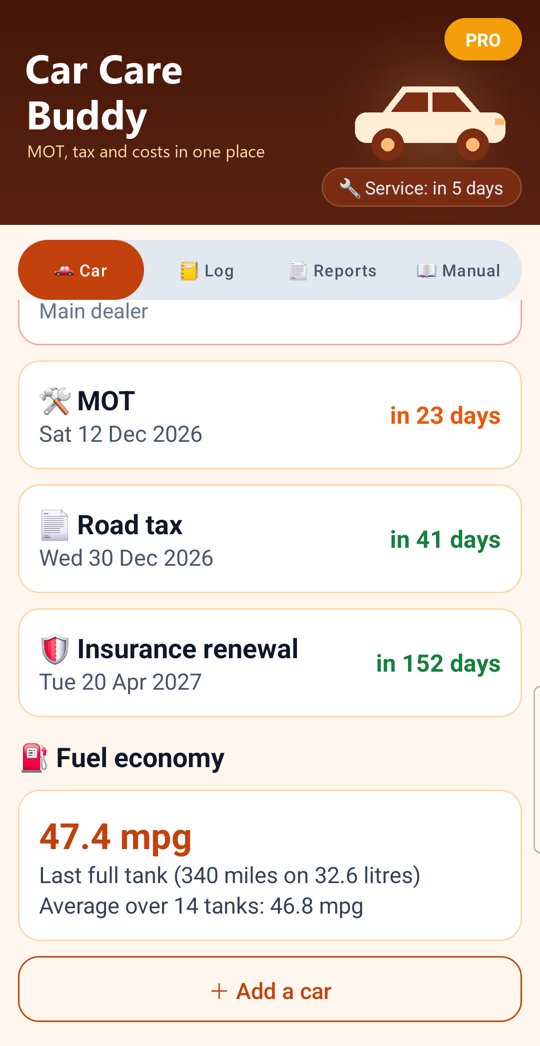 PRO
Car Care
Buddy
MOT, tax and costs in one place
Service: in 5 days
Car
Log
Reports
Manual
Main dealer
MOT
in 23 days
Sat 12 Dec 2026
Road tax
in 41 days
Wed 30 Dec 2026
Insurance renewal
in 152 days
Tue 20 Apr 2027
Fuel economy
47.4 mpg
Last full tank (340 miles on 32.6 litres)
Average over 14 tanks: 46.8 mpg
+ Add a car